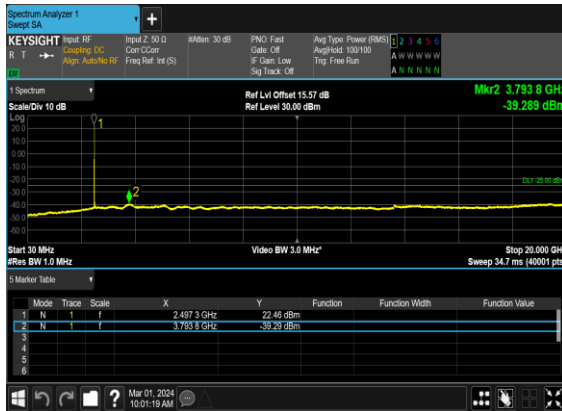 Spectrum Analyzer 1
Swept SA
+
KEYSIGHT Input: RF Input Z: 50 Ω #Atten: 30 dB PNO: Fast Avg Type: Power (RMS) 1 2 3 4 5 6
R T Coupling: DC Corr CCorr Gate: Off Avg|Hold: 100/100 A W W W W W
Align: Auto/No RF Freq Ref: Int (S) IF Gain: Low Trig: Free Run
LXI Sig Track: Off A N N N N N
1 Spectrum Ref Lvl Offset 15.57 dB Mkr2 3.793 8 GHz
Scale/Div 10 dB Ref Level 30.00 dBm -39.289 dBm
Log
20.0
10.0
0.00
-10.0
-20.0
-30.0
-40.0
-50.0
-60.0
1
2
DL1 -25.00 dBm
Start 30 MHz Video BW 3.0 MHz* Stop 20.000 GHz
#Res BW 1.0 MHz Sweep 34.7 ms (40001 pts)
5 Marker Table
Mode Trace Scale X Y Function Function Width Function Value
1 N 1 f 2.497 3 GHz 22.46 dBm
2 N 1 f 3.793 8 GHz -39.29 dBm
3
4
5
6
? Mar 01, 2024
10:01:19 AM